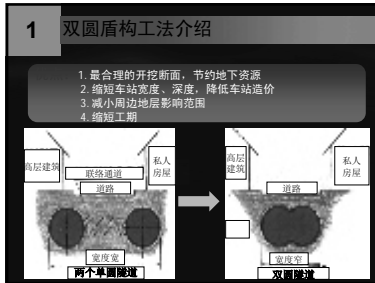 1 双圆盾构工法介绍
1. 最合理的开挖断面，节约地下资源
2. 缩短车站宽度、深度，降低车站造价
3. 减小周边地层影响范围
4. 缩短工期
高层建筑
联络通道
道路
私人
房屋
宽度宽
两个单圆隧道
高层
建筑
道路
私人
房屋
宽度窄
双圆隧道